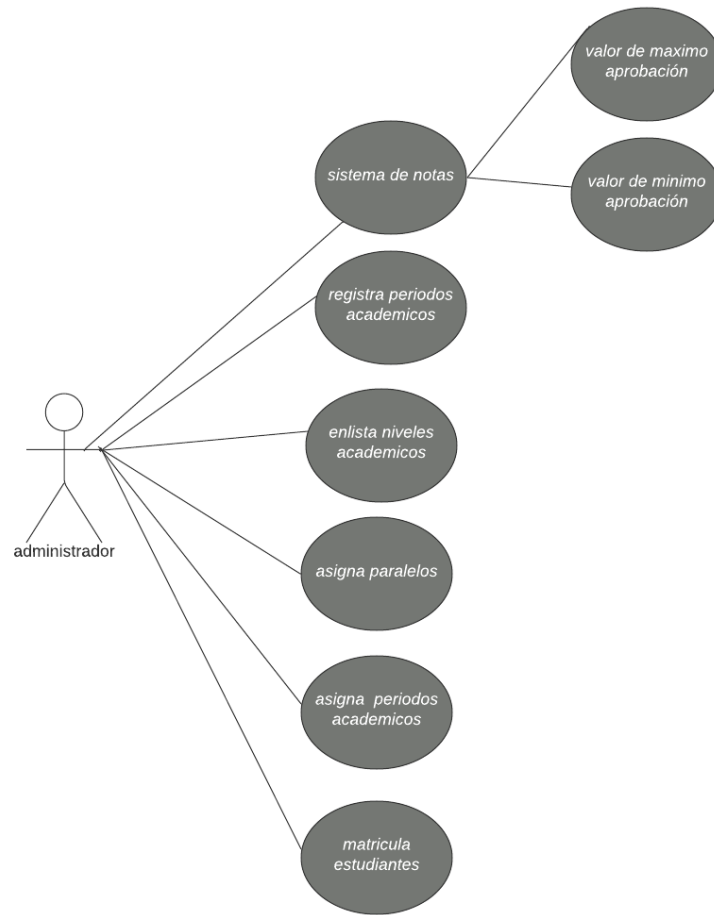 valor de maximo
aprobación
sistema de notas
valor de minimo
aprobación
registra periodos
academicos
enlista niveles
academicos
administrador
asigna paralelos
asigna  periodos
academicos
matricula
estudiantes